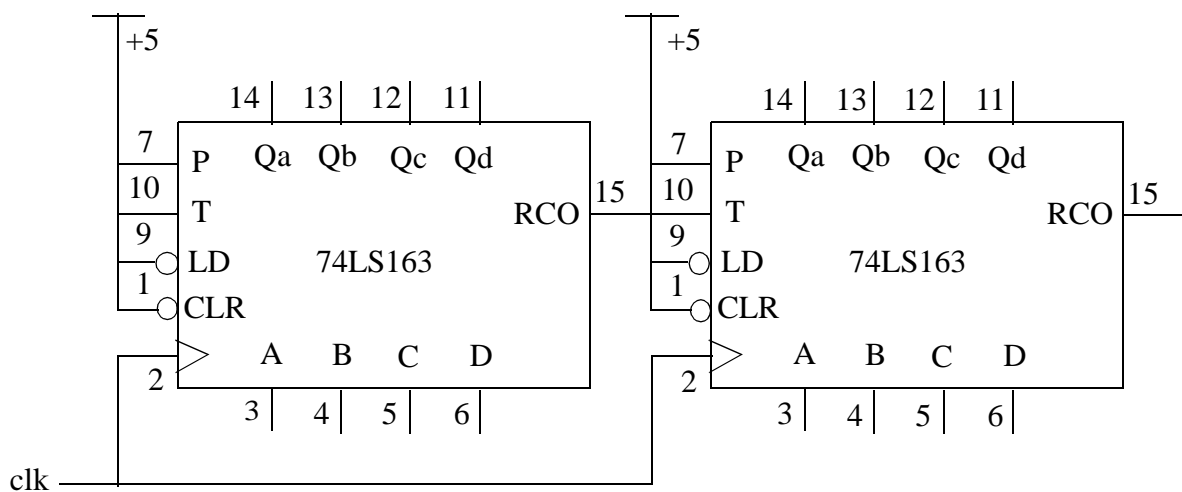 +5 +5
14 13 12 11 14 13 12 11
7 P Qa Qb Qc Qd 7 P Qa Qb Qc Qd
10 T RCO 15 10 T RCO 15
9 LD 74LS163 9 LD 74LS163
1 CLR 1 CLR
2 A B C D 2 A B C D
3 4 5 6 3 4 5 6
clk